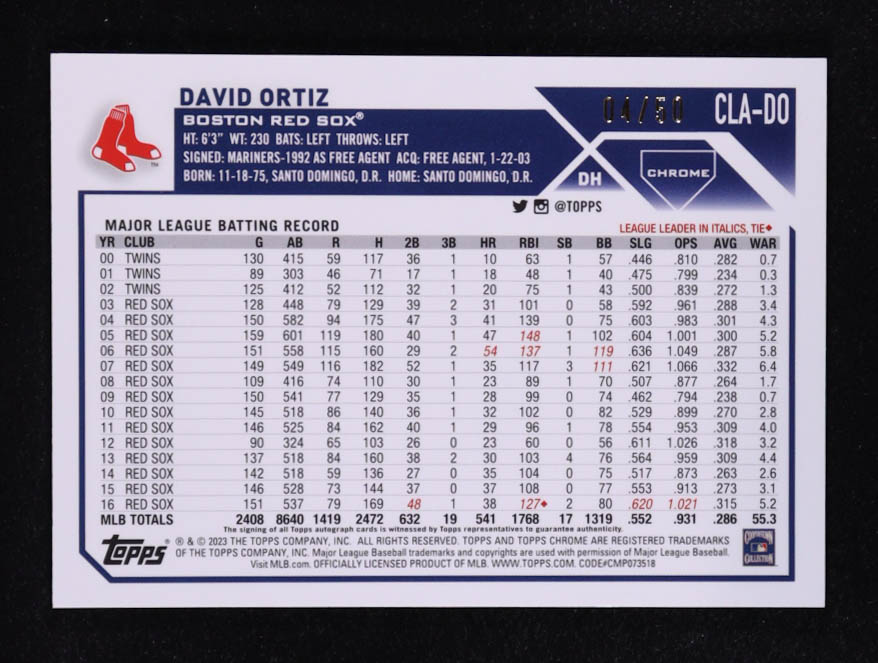 DAVID ORTIZ
BOSTON RED SOX®
HT: 6'3" WT: 230 BATS: LEFT THROWS: LEFT
SIGNED: MARINERS-1992 AS FREE AGENT ACQ: FREE AGENT, 1-22-03
BORN: 11-18-75, SANTO DOMINGO, D.R. HOME: SANTO DOMINGO, D.R.
04/50
CLA-DO
DH
CHROME
TM
@TOPPS
MAJOR LEAGUE BATTING RECORD
LEAGUE LEADER IN ITALICS, TIE♦
YR CLUB G AB R H 2B 3B HR RBI SB BB SLG OPS AVG WAR
00 TWINS 130 415 59 117 36 1 10 63 1 57 .446 .810 .282 0.7
01 TWINS 89 303 46 71 17 1 18 48 1 40 .475 .799 .234 0.3
02 TWINS 125 412 52 112 32 1 20 75 1 43 .500 .839 .272 1.3
03 RED SOX 128 448 79 129 39 2 31 101 0 58 .592 .961 .288 3.4
04 RED SOX 150 582 94 175 47 3 41 139 0 75 .603 .983 .301 4.3
05 RED SOX 159 601 119 180 40 1 47 148 1 102 .604 1.001 .300 5.2
06 RED SOX 151 558 115 160 29 2 54 137 1 119 .636 1.049 .287 5.8
07 RED SOX 149 549 116 182 52 1 35 117 3 111 .621 1.066 .332 6.4
08 RED SOX 109 416 74 110 30 1 23 89 1 70 .507 .877 .264 1.7
09 RED SOX 150 541 77 129 35 1 28 99 0 74 .462 .794 .238 0.7
10 RED SOX 145 518 86 140 36 1 32 102 0 82 .529 .899 .270 2.8
11 RED SOX 146 525 84 162 40 1 29 96 1 78 .554 .953 .309 4.0
12 RED SOX 90 324 65 103 26 0 23 60 0 56 .611 1.026 .318 3.2
13 RED SOX 137 518 84 160 38 2 30 103 4 76 .564 .959 .309 4.4
14 RED SOX 142 518 59 136 27 0 35 104 0 75 .517 .873 .263 2.6
15 RED SOX 146 528 73 144 37 0 37 108 0 77 .553 .913 .273 3.1
16 RED SOX 151 537 79 169 48 1 38 127♦ 2 80 .620 1.021 .315 5.2
MLB TOTALS 2408 8640 1419 2472 632 19 541 1768 17 1319 .552 .931 .286 55.3
The signing of all Topps autograph cards is witnessed by Topps representatives to guarantee authenticity.
Topps ® & © 2023 THE TOPPS COMPANY, INC. ALL RIGHTS RESERVED. TOPPS AND TOPPS CHROME ARE REGISTERED TRADEMARKS
OF THE TOPPS COMPANY, INC. Major League Baseball trademarks and copyrights are used with permission of Major League Baseball.
Visit MLB.com. OFFICIALLY LICENSED PRODUCT OF MLB. WWW.TOPPS.COM. CODE#CMP073518
COOPERSTOWN
COLLECTION